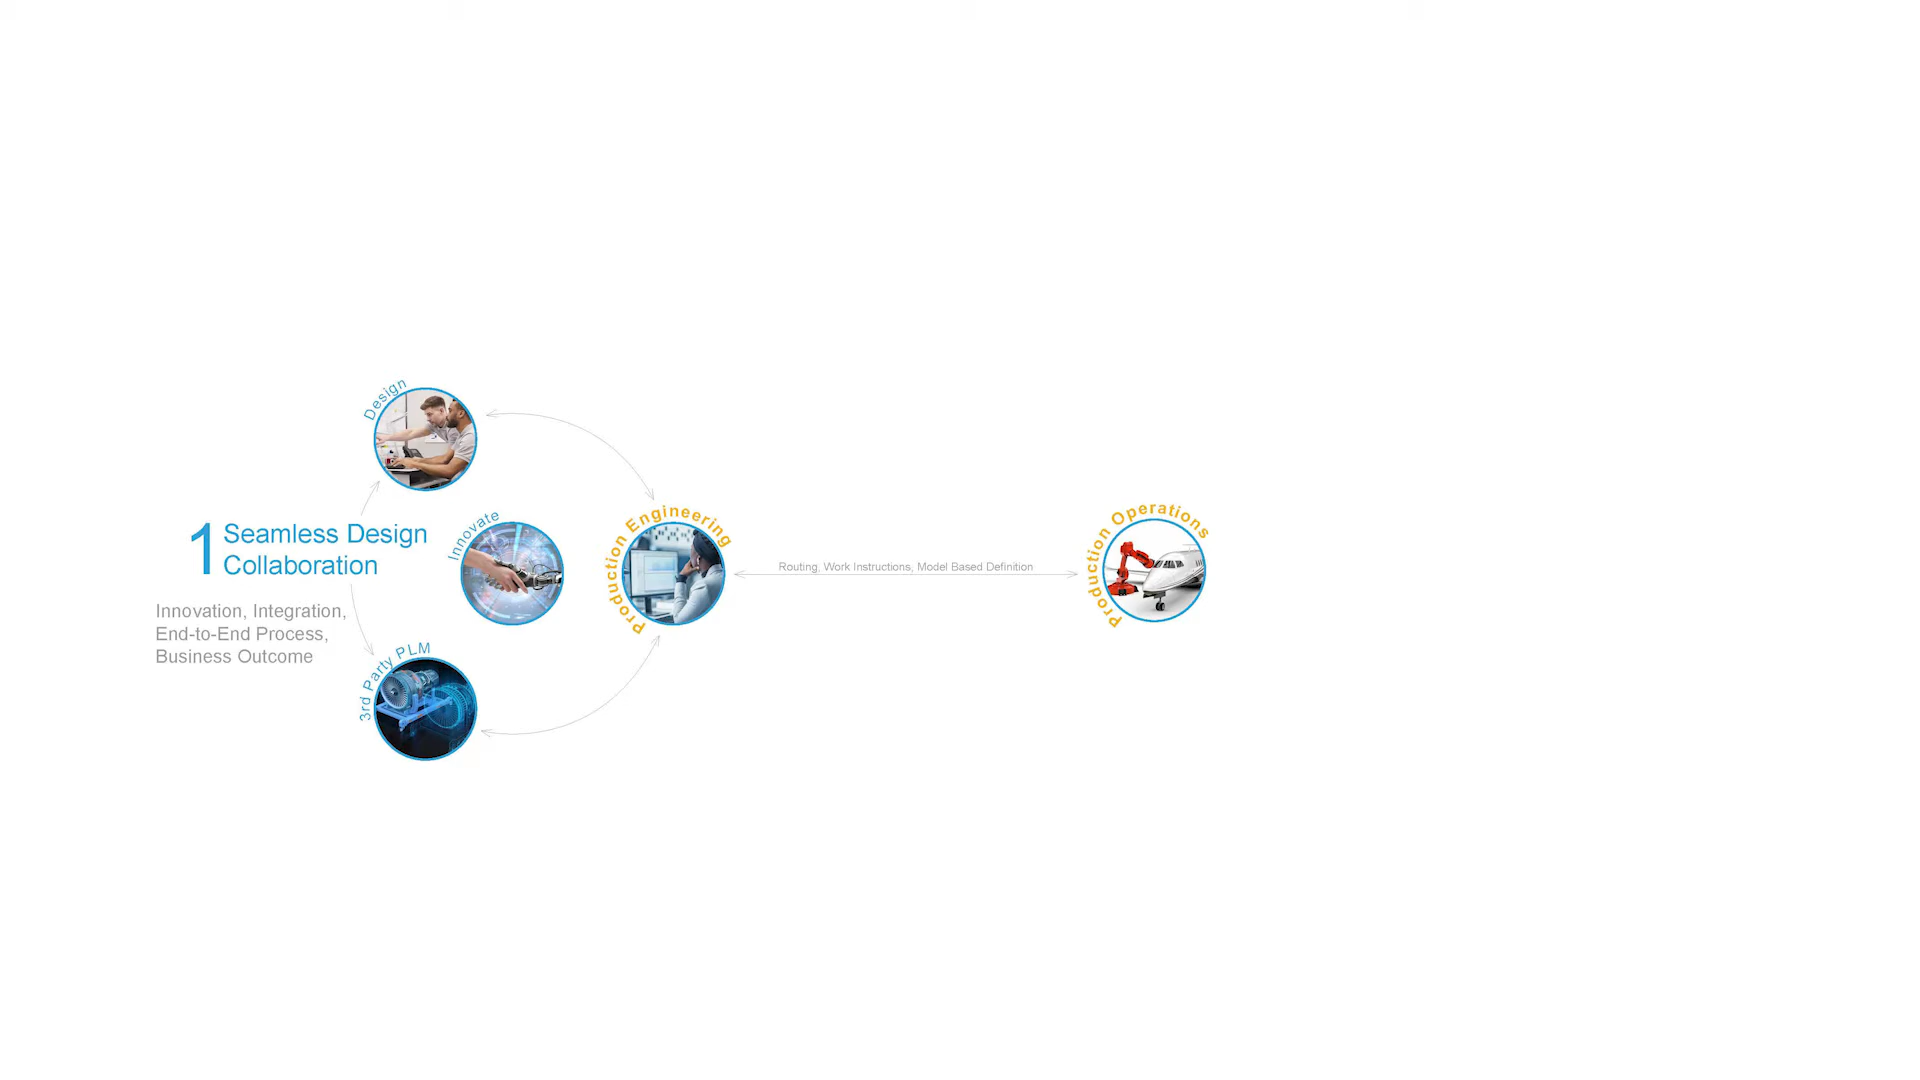 Design
1 Seamless Design
Collaboration
Innovation, Integration,
End-to-End Process,
Business Outcome
Innovate
3rd Party PLM
Production Engineering
Routing, Work Instructions, Model Based Definition
Production Operations